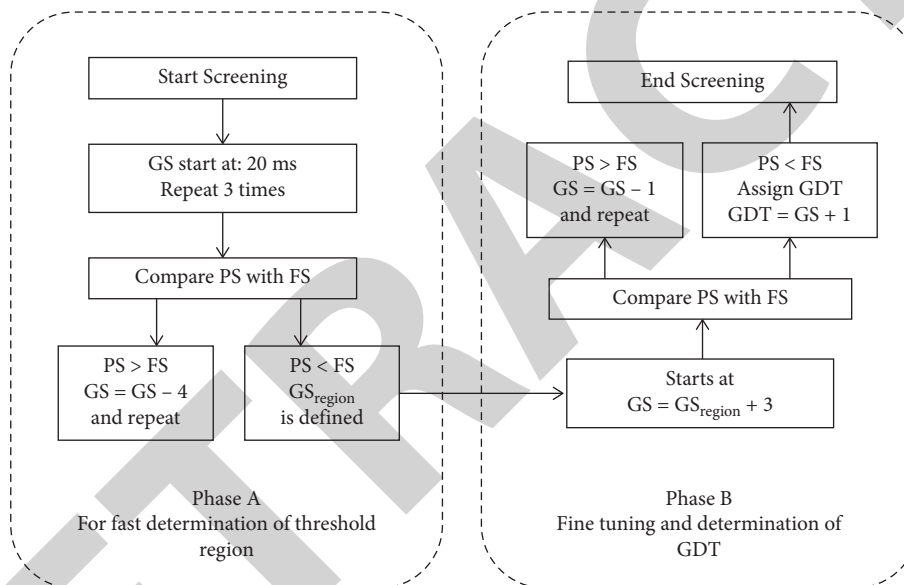 Start Screening
GS start at: 20 ms
Repeat 3 times
Compare PS with FS
PS > FS
GS = GS – 4
and repeat
PS < FS
GSregion
is defined
Phase A
For fast determination of threshold
region
End Screening
PS > FS
GS = GS – 1
and repeat
PS < FS
Assign GDT
GDT = GS + 1
Compare PS with FS
Starts at
GS = GSregion + 3
Phase B
Fine tuning and determination of
GDT
TRAC